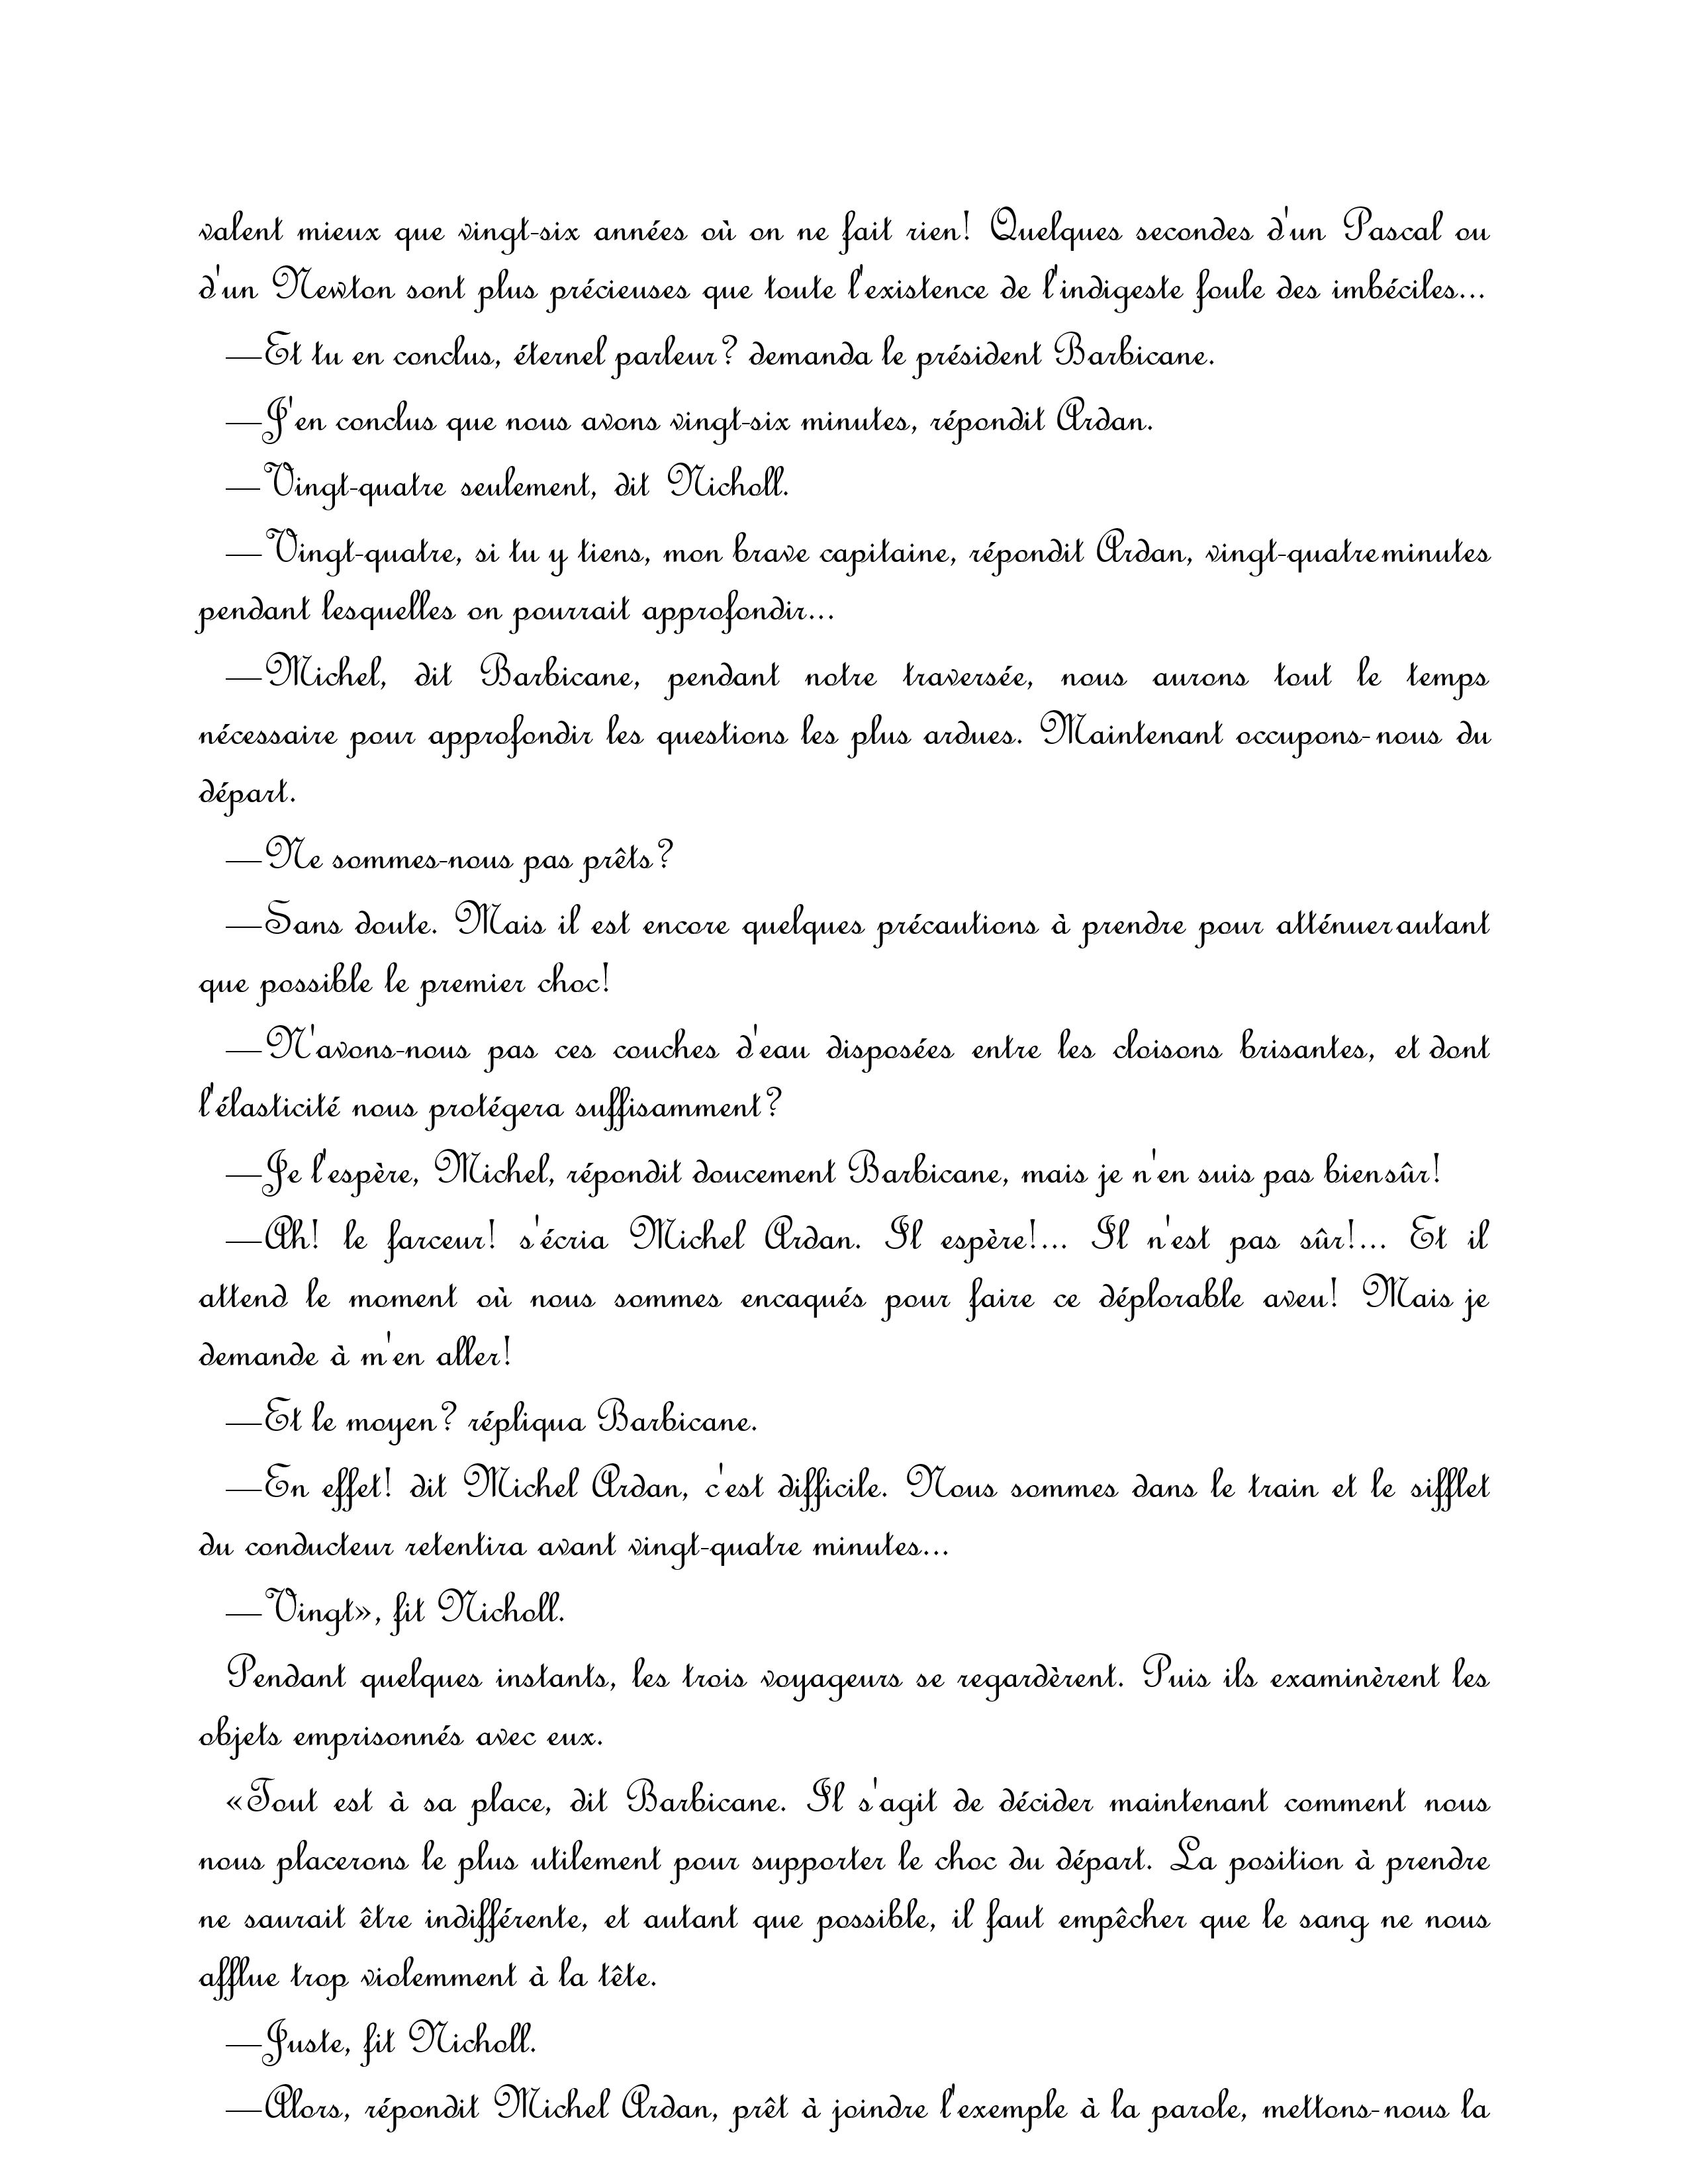 valent mieux que vingt-six années où on ne fait rien! Quelques secondes d'un Pascal ou
d'un Newton sont plus précieuses que toute l'existence de l'indigeste foule des imbéciles...
—Et tu en conclus, éternel parleur? demanda le président Barbicane.
—J'en conclus que nous avons vingt-six minutes, répondit Ardan.
—Vingt-quatre seulement, dit Nicholl.
—Vingt-quatre, si tu y tiens, mon brave capitaine, répondit Ardan, vingt-quatre minutes
pendant lesquelles on pourrait approfondir...
—Michel, dit Barbicane, pendant notre traversée, nous aurons tout le temps
nécessaire pour approfondir les questions les plus ardues. Maintenant occupons-nous du
départ.
—Ne sommes-nous pas prêts?
—Sans doute. Mais il est encore quelques précautions à prendre pour atténuer autant
que possible le premier choc!
—N'avons-nous pas ces couches d'eau disposées entre les cloisons brisantes, et dont
l'élasticité nous protégera suffisamment?
—Je l'espère, Michel, répondit doucement Barbicane, mais je n'en suis pas bien sûr!
—Ah! le farceur! s'écria Michel Ardan. Il espère!... Il n'est pas sûr!... Et il
attend le moment où nous sommes encaqués pour faire ce déplorable aveu! Mais je
demande à m'en aller!
—Et le moyen? répliqua Barbicane.
—En effet! dit Michel Ardan, c'est difficile. Nous sommes dans le train et le sifflet
du conducteur retentira avant vingt-quatre minutes...
—Vingt», fit Nicholl.
Pendant quelques instants, les trois voyageurs se regardèrent. Puis ils examinèrent les
objets emprisonnés avec eux.
«Tout est à sa place, dit Barbicane. Il s'agit de décider maintenant comment nous
nous placerons le plus utilement pour supporter le choc du départ. La position à prendre
ne saurait être indifférente, et autant que possible, il faut empêcher que le sang ne nous
afflue trop violemment à la tête.
—Juste, fit Nicholl.
—Alors, répondit Michel Ardan, prêt à joindre l'exemple à la parole, mettons-nous la